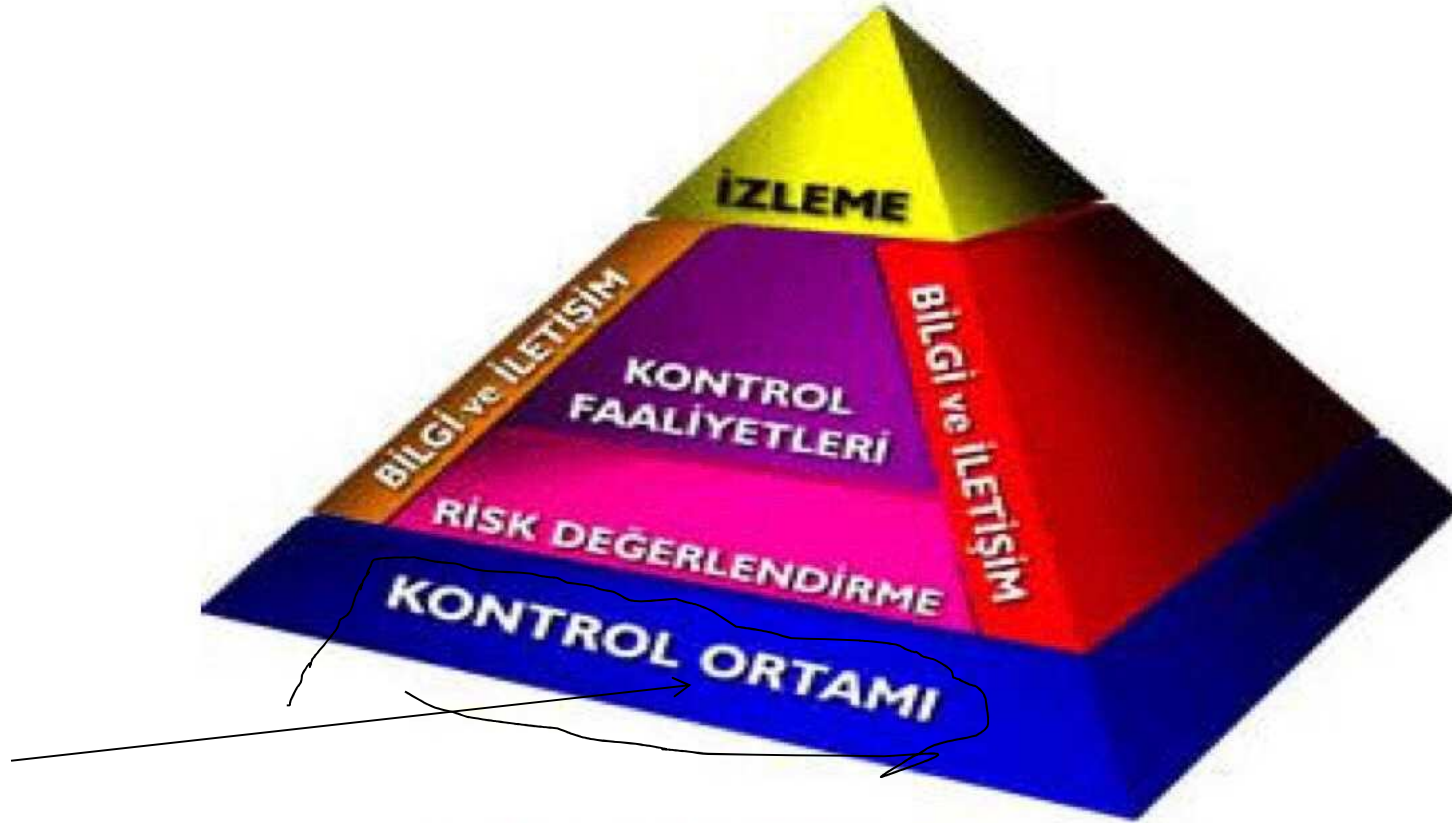 İZLEME
BİLGİ ve İLETİŞİM
KONTROL
FAALİYETLERİ
BİLGİ ve İLETİŞİM
RİSK DEĞERLENDİRME
KONTROL ORTAMI